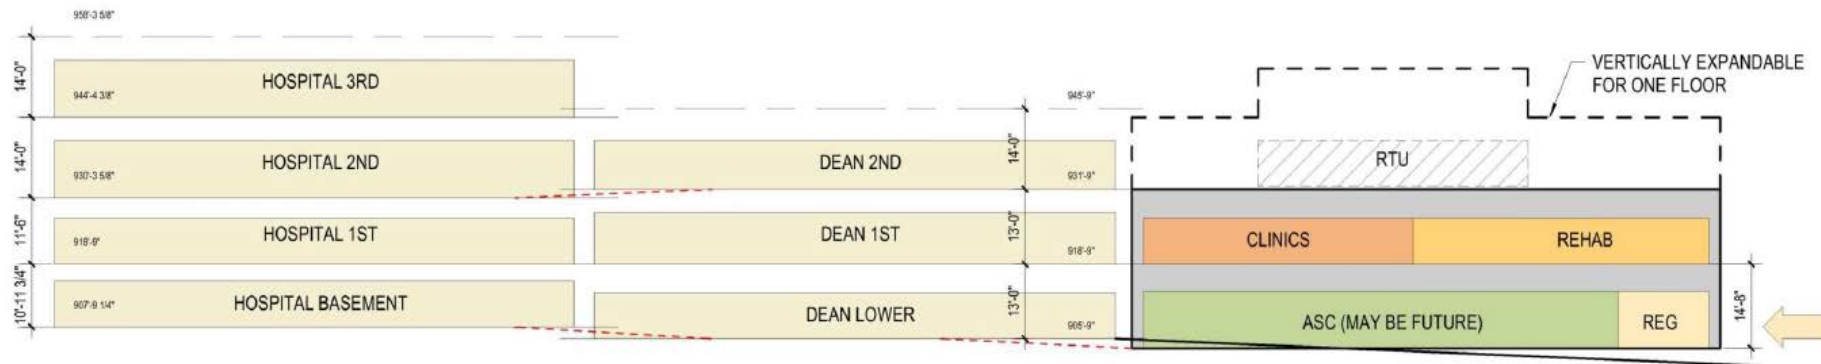 958'-3 5/8"
14'-0"
HOSPITAL 3RD
944'-4 3/8"
945'-9"
VERTICALLY EXPANDABLE
FOR ONE FLOOR
14'-0"
HOSPITAL 2ND
930'-3 5/8"
DEAN 2ND
14'-0"
931'-9"
RTU
11'-6"
HOSPITAL 1ST
918'-9"
DEAN 1ST
13'-0"
918'-9"
CLINICS
REHAB
10'-11 3/4"
HOSPITAL BASEMENT
907'-9 1/4"
DEAN LOWER
13'-0"
905'-9"
ASC (MAY BE FUTURE)
REG
14'-8"